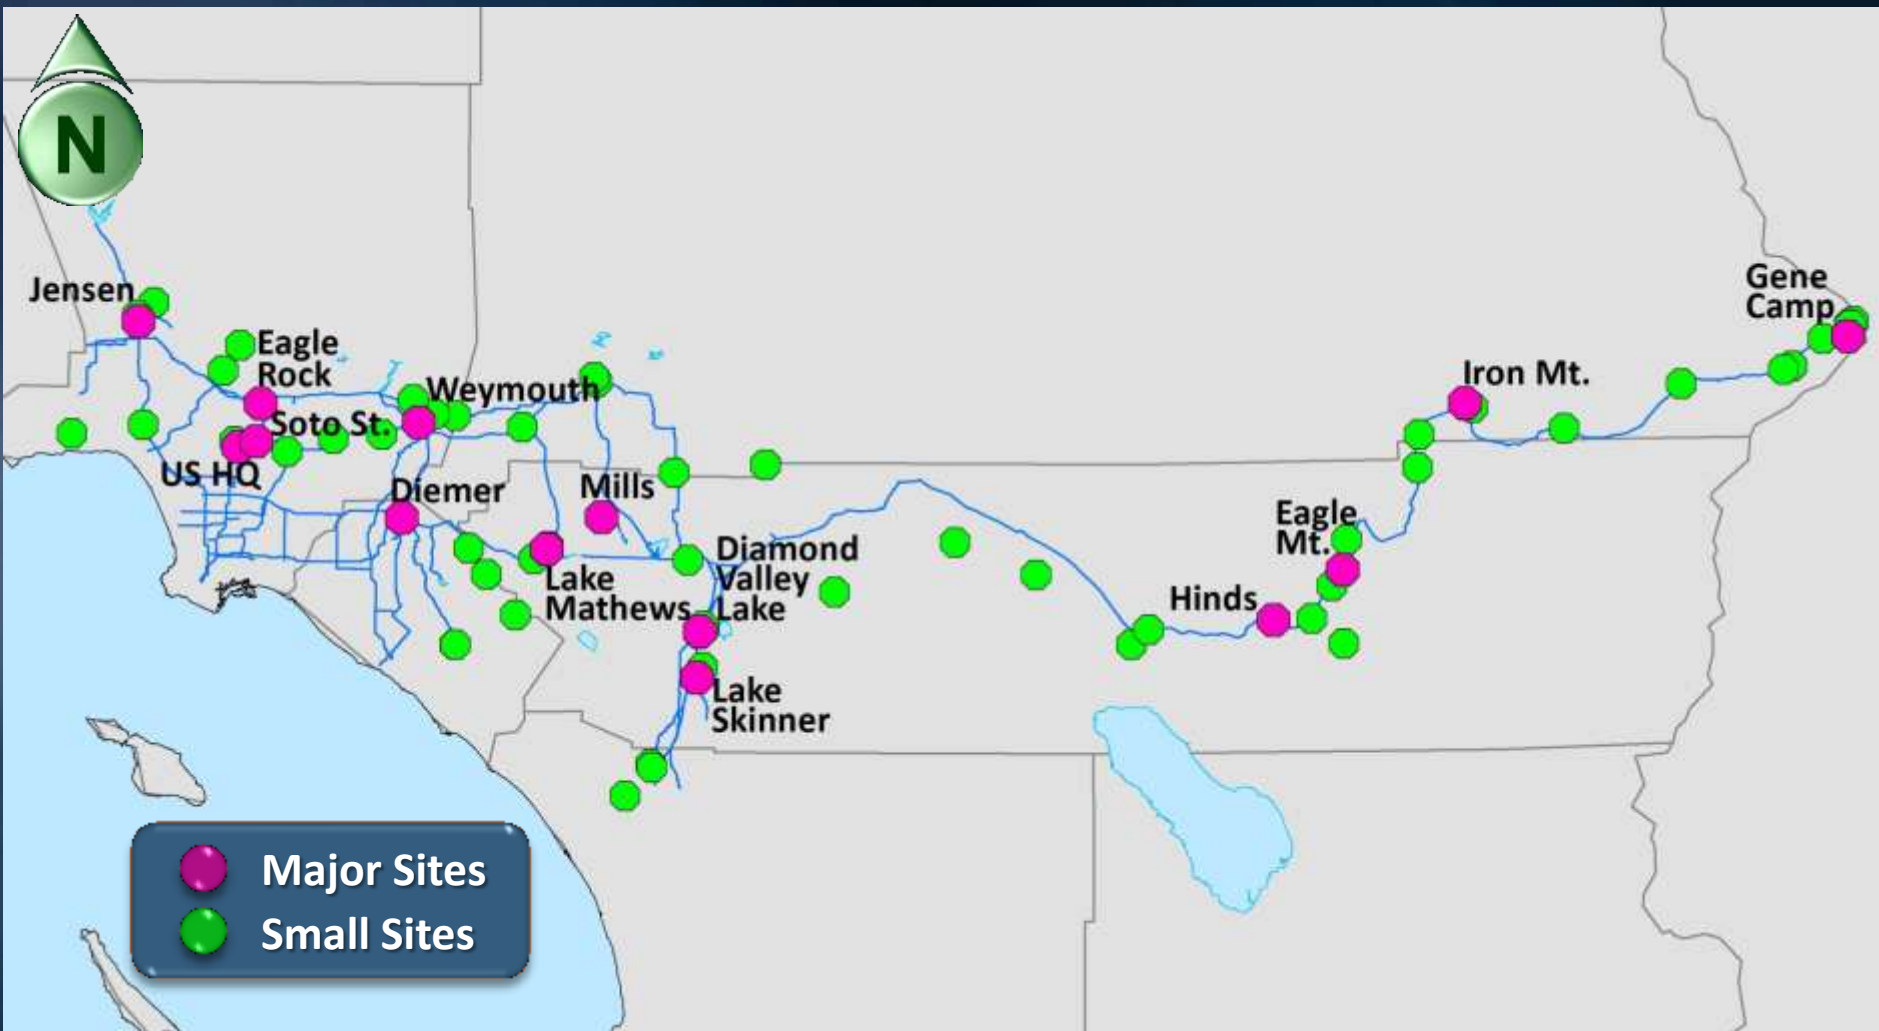 N
Jensen
Eagle
Rock
Weymouth
Soto St.
US HQ
Diemer
Mills
Lake
Mathews
Diamond
Valley
Lake
Lake
Skinner
Hinds
Eagle
Mt.
Iron Mt.
Gene
Camp
Major Sites
Small Sites